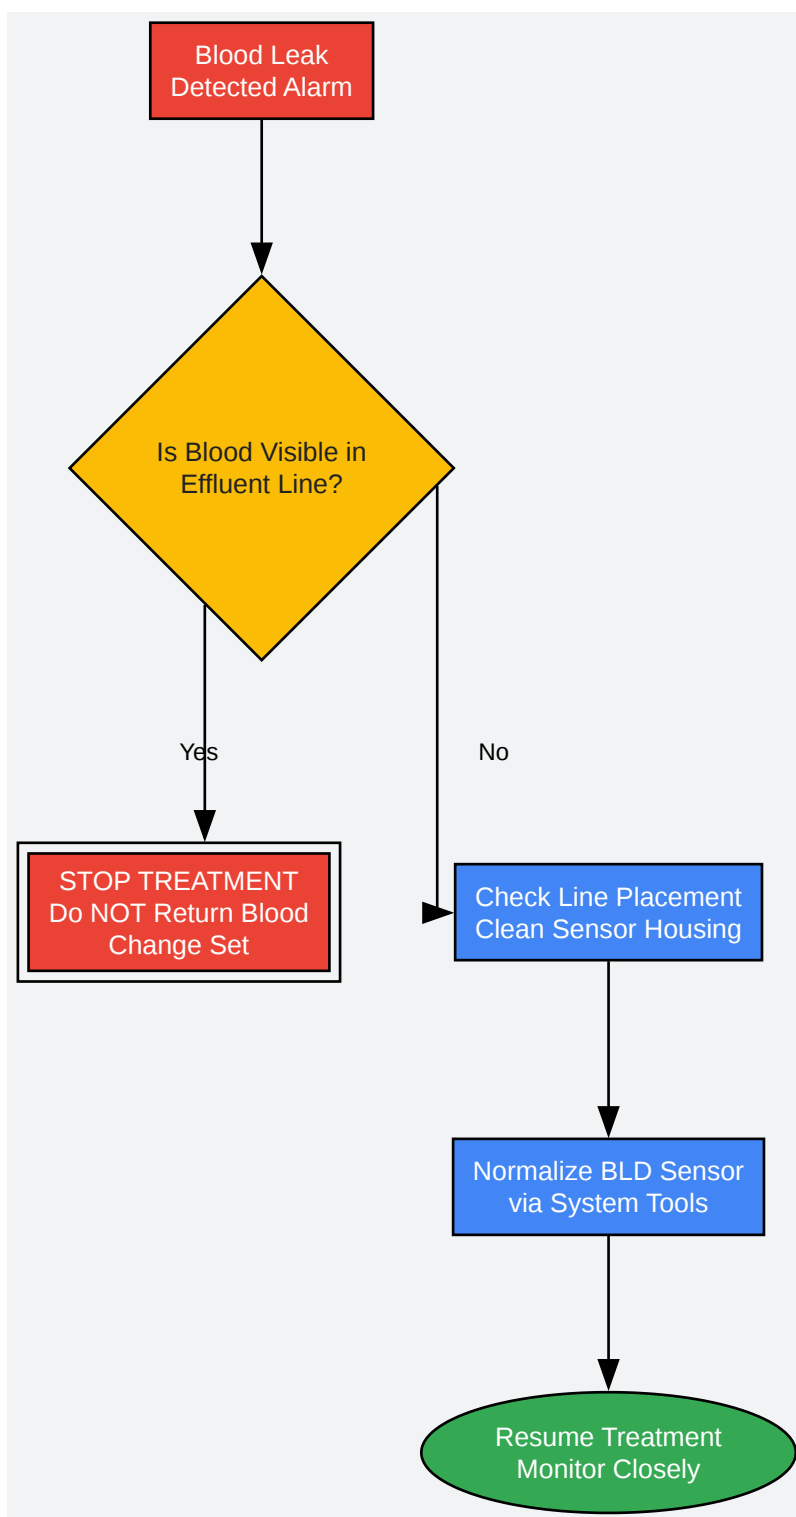 Blood Leak
Detected Alarm
Is Blood Visible in
Effluent Line?
Yes
No
STOP TREATMENT
Do NOT Return Blood
Change Set
Check Line Placement
Clean Sensor Housing
Normalize BLD Sensor
via System Tools
Resume Treatment
Monitor Closely